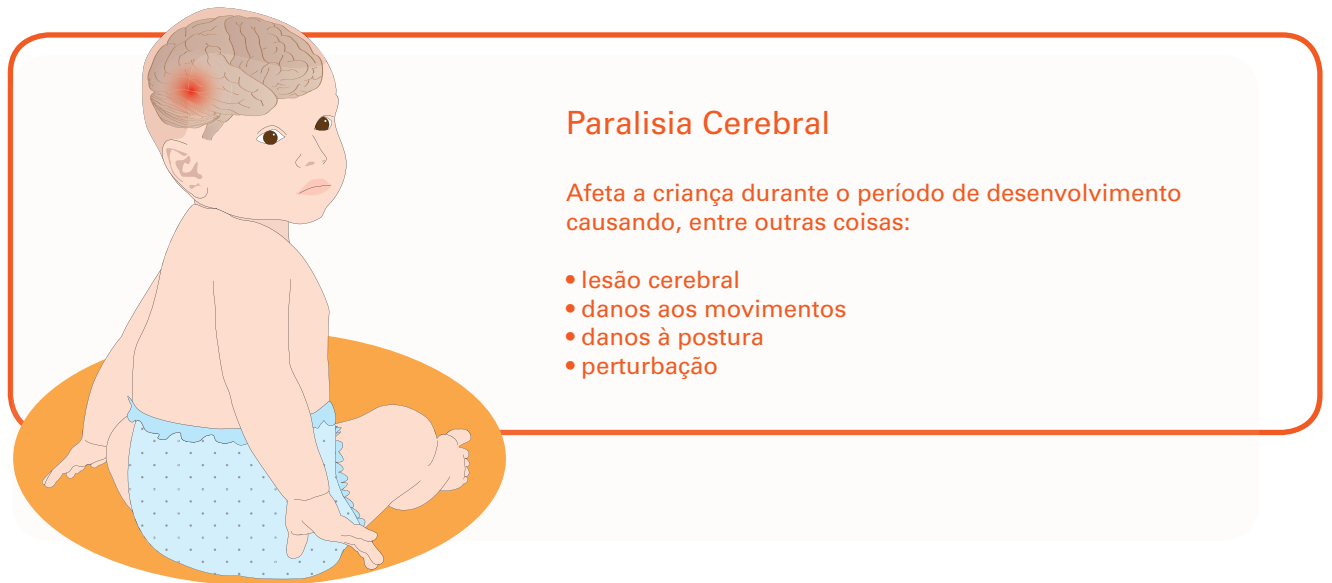 Paralisia Cerebral
Afeta a criança durante o período de desenvolvimento
causando, entre outras coisas:
• lesão cerebral
• danos aos movimentos
• danos à postura
• perturbação